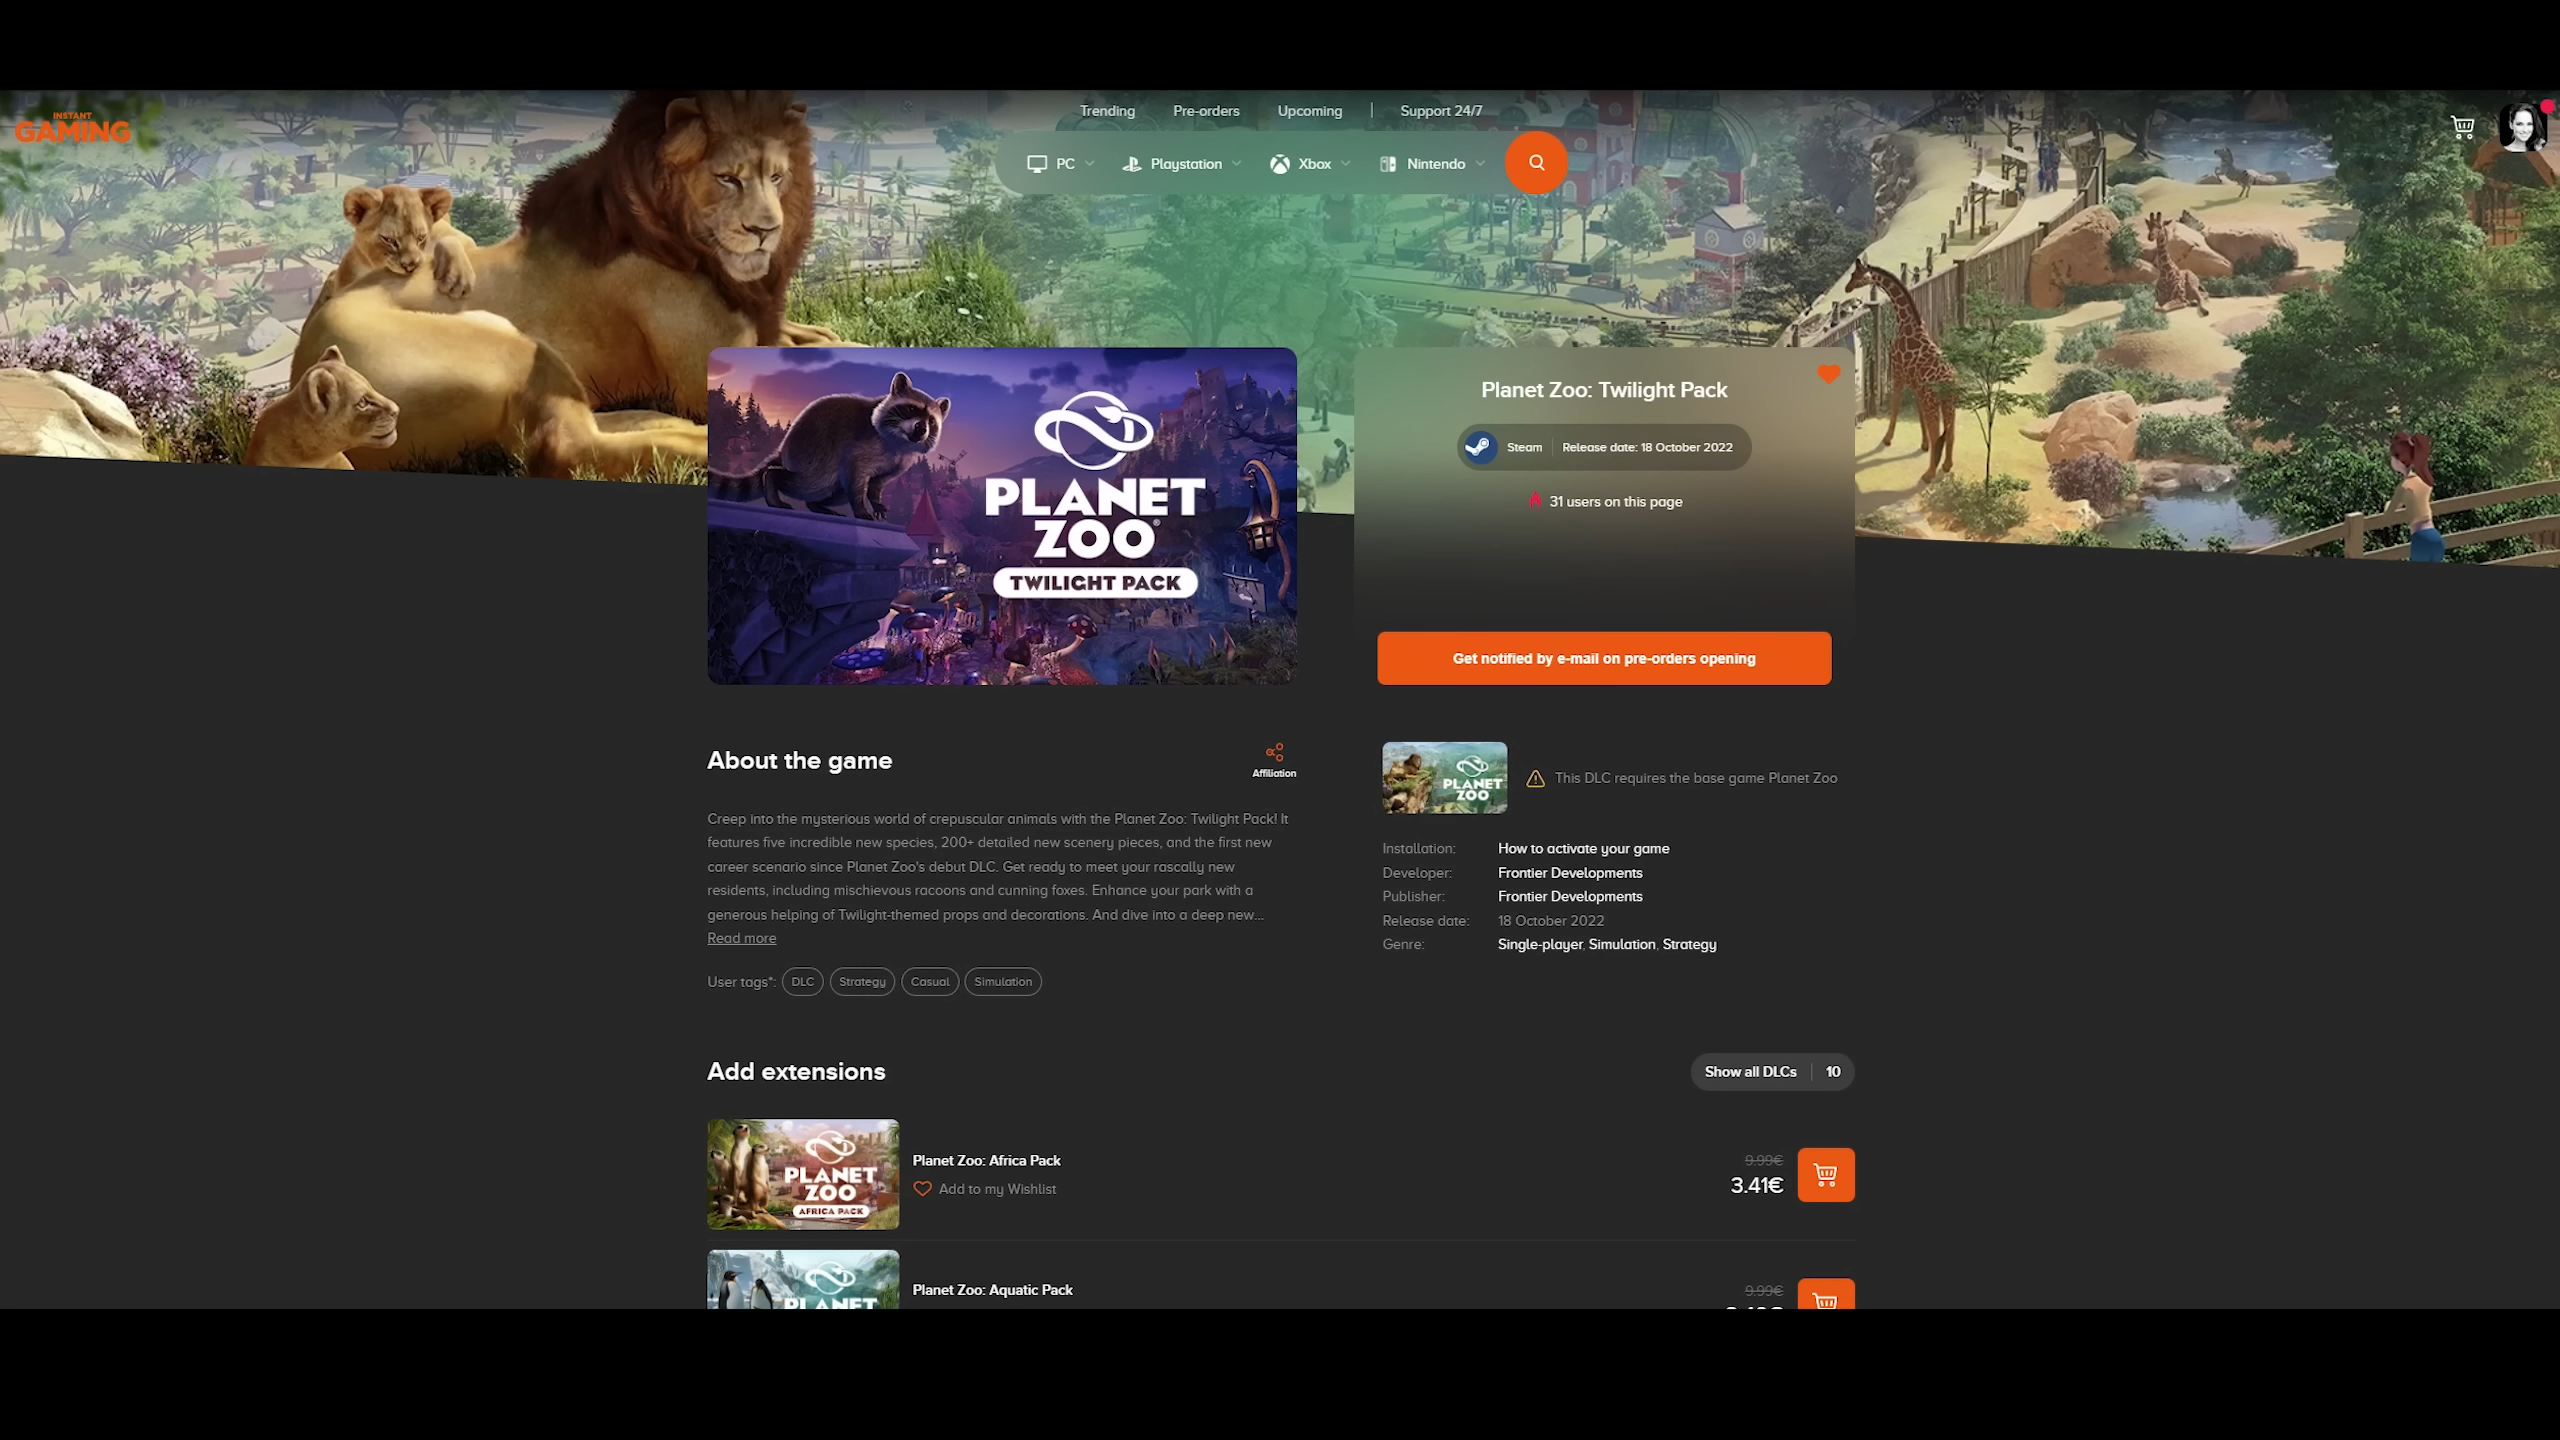 INSTANT
GAMING
Trending
Pre-orders
Upcoming
Support 24/7
PC
Playstation
Xbox
Nintendo
PLANET
ZOO
TWILIGHT PACK
Planet Zoo: Twilight Pack
Steam
Release date: 18 October 2022
31 users on this page
Get notified by e-mail on pre-orders opening
About the game
Affiliation
Creep into the mysterious world of crepuscular animals with the Planet Zoo: Twilight Pack! It
features five incredible new species, 200+ detailed new scenery pieces, and the first new
career scenario since Planet Zoo's debut DLC. Get ready to meet your rascally new
residents, including mischievous racoons and cunning foxes. Enhance your park with a
generous helping of Twilight-themed props and decorations. And dive into a deep new...
Read more
User tags*: DLC Strategy Casual Simulation
PLANET
ZOO
This DLC requires the base game Planet Zoo
Installation: How to activate your game
Developer: Frontier Developments
Publisher: Frontier Developments
Release date: 18 October 2022
Genre: Single-player, Simulation, Strategy
Add extensions
Show all DLCs | 10
PLANET
ZOO
AFRICA PACK
Planet Zoo: Africa Pack
Add to my Wishlist
9.99€
3.41€
PLANET
Planet Zoo: Aquatic Pack
9.99€